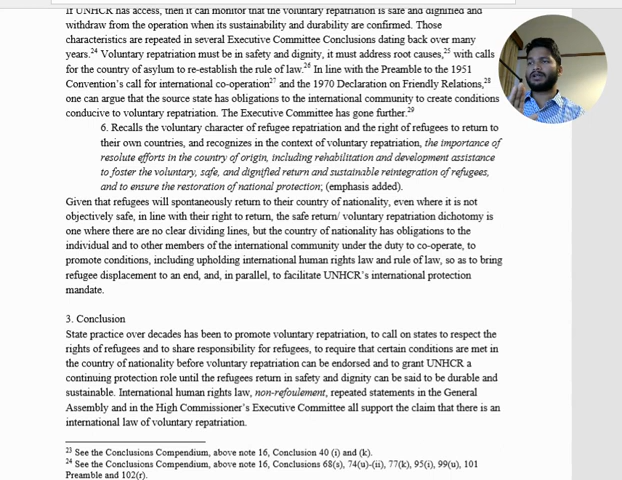 If UNHCR has access, then it can monitor that the voluntary repatriation is safe and dignified and
withdraw from the operation when its sustainability and durability are confirmed. Those
characteristics are repeated in several Executive Committee Conclusions dating back over many
years.24 Voluntary repatriation must be in safety and dignity, it must address root causes,25 with calls
for the country of asylum to re-establish the rule of law.26 In line with the Preamble to the 1951
Convention's call for international co-operation27 and the 1970 Declaration on Friendly Relations,28
one can argue that the source state has obligations to the international community to create conditions
conducive to voluntary repatriation. The Executive Committee has gone further.29
6. Recalls the voluntary character of refugee repatriation and the right of refugees to return to
their own countries, and recognizes in the context of voluntary repatriation, the importance of
resolute efforts in the country of origin, including rehabilitation and development assistance
to foster the voluntary, safe, and dignified return and sustainable reintegration of refugees,
and to ensure the restoration of national protection; (emphasis added).
Given that refugees will spontaneously return to their country of nationality, even where it is not
objectively safe, in line with their right to return, the safe return/ voluntary repatriation dichotomy is
one where there are no clear dividing lines, but the country of nationality has obligations to the
individual and to other members of the international community under the duty to co-operate, to
promote conditions, including upholding international human rights law and rule of law, so as to bring
refugee displacement to an end, and, in parallel, to facilitate UNHCR's international protection
mandate.
3. Conclusion
State practice over decades has been to promote voluntary repatriation, to call on states to respect the
rights of refugees and to share responsibility for refugees, to require that certain conditions are met in
the country of nationality before voluntary repatriation can be endorsed and to grant UNHCR a
continuing protection role until the refugees return in safety and dignity can be said to be durable and
sustainable. International human rights law, non-refoulement, repeated statements in the General
Assembly and in the High Commissioner's Executive Committee all support the claim that there is an
international law of voluntary repatriation.
23 See the Conclusions Compendium, above note 16, Conclusion 40 (i) and (k).
24 See the Conclusions Compendium, above note 16, Conclusions 68(s), 74(u)-(ii), 77(k), 95(i), 99(u), 101
Preamble and 102(r).